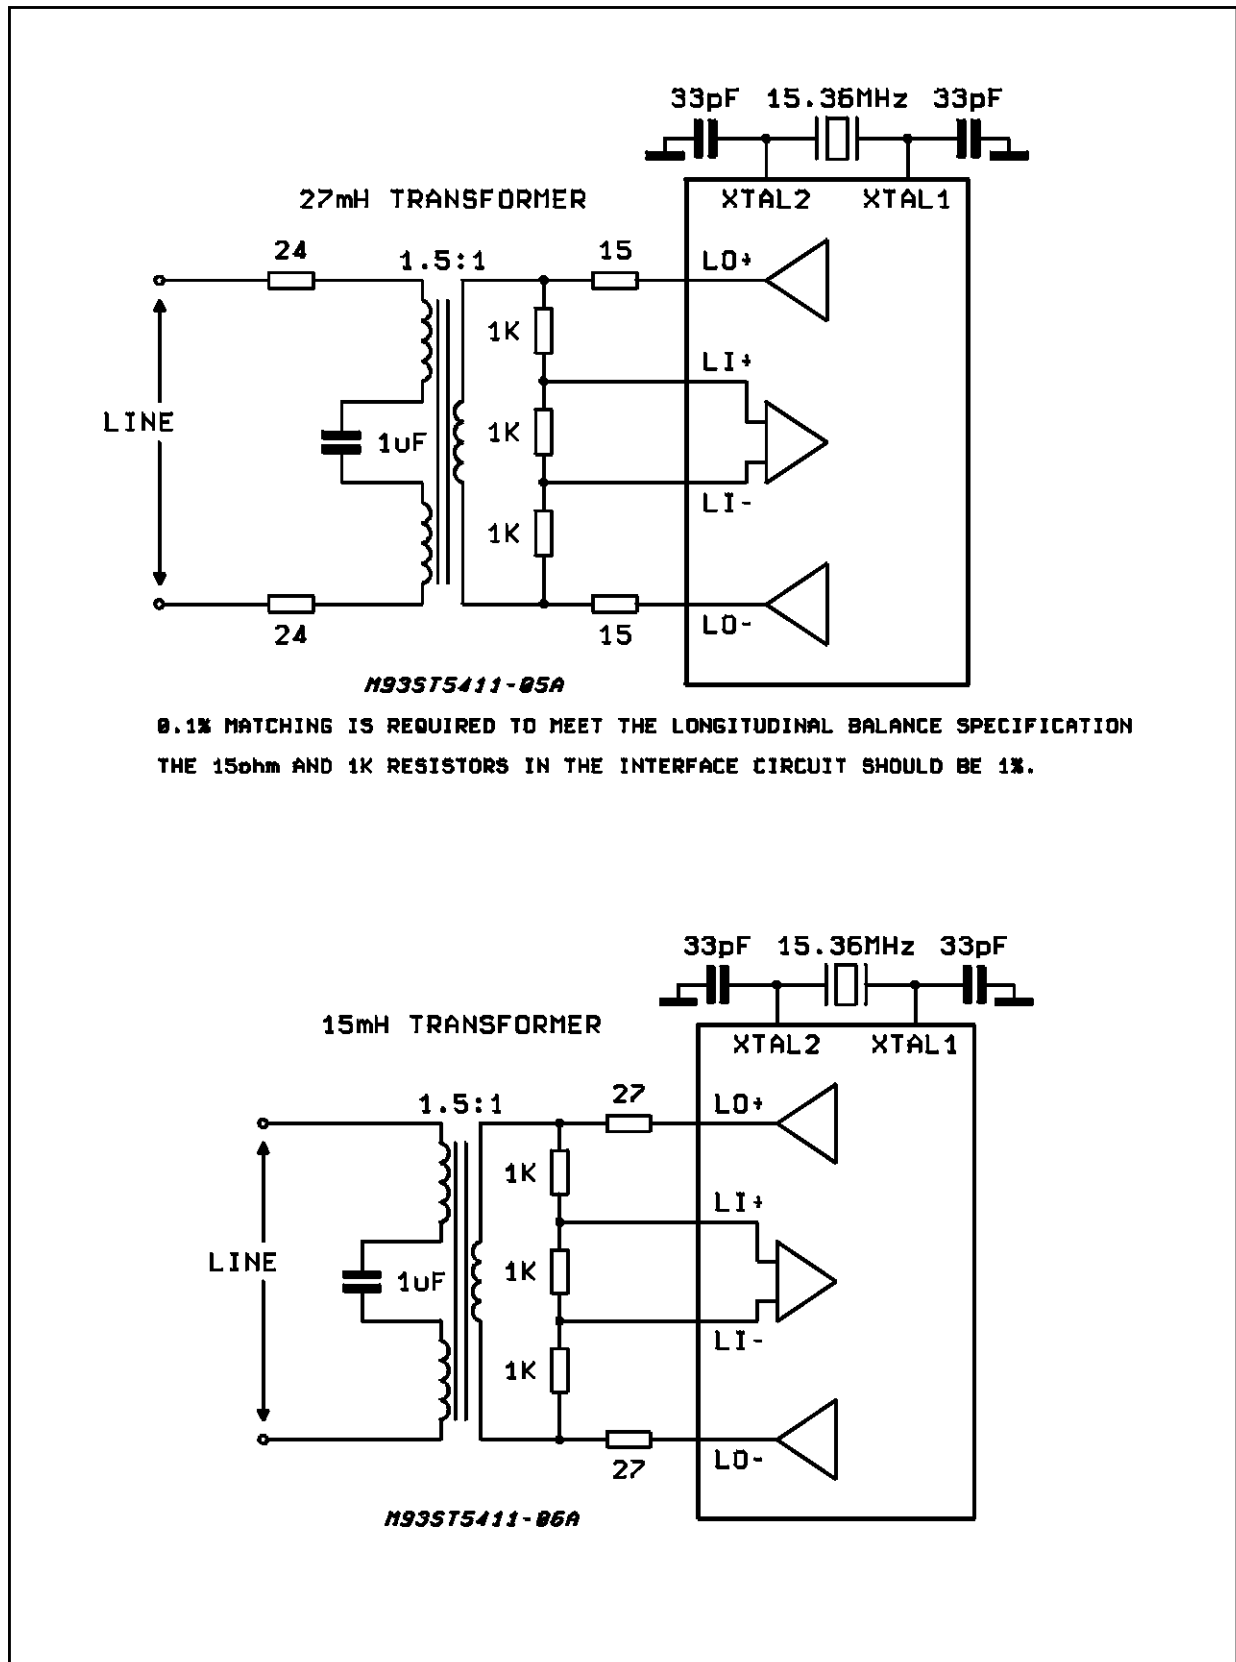 33pF 15.36MHz 33pF
27mH TRANSFORMER
XTAL2 XTAL1
24
1.5:1
15
LO+
1K
LI+
LINE
1uF
1K
LI-
1K
LO-
24
15
M93ST5411-05A
0.1% MATCHING IS REQUIRED TO MEET THE LONGITUDINAL BALANCE SPECIFICATION
THE 15ohm AND 1K RESISTORS IN THE INTERFACE CIRCUIT SHOULD BE 1%.
33pF 15.36MHz 33pF
15mH TRANSFORMER
XTAL2 XTAL1
1.5:1
27
LO+
1K
LI+
LINE
1uF
1K
LI-
1K
LO-
27
M93ST5411-06A